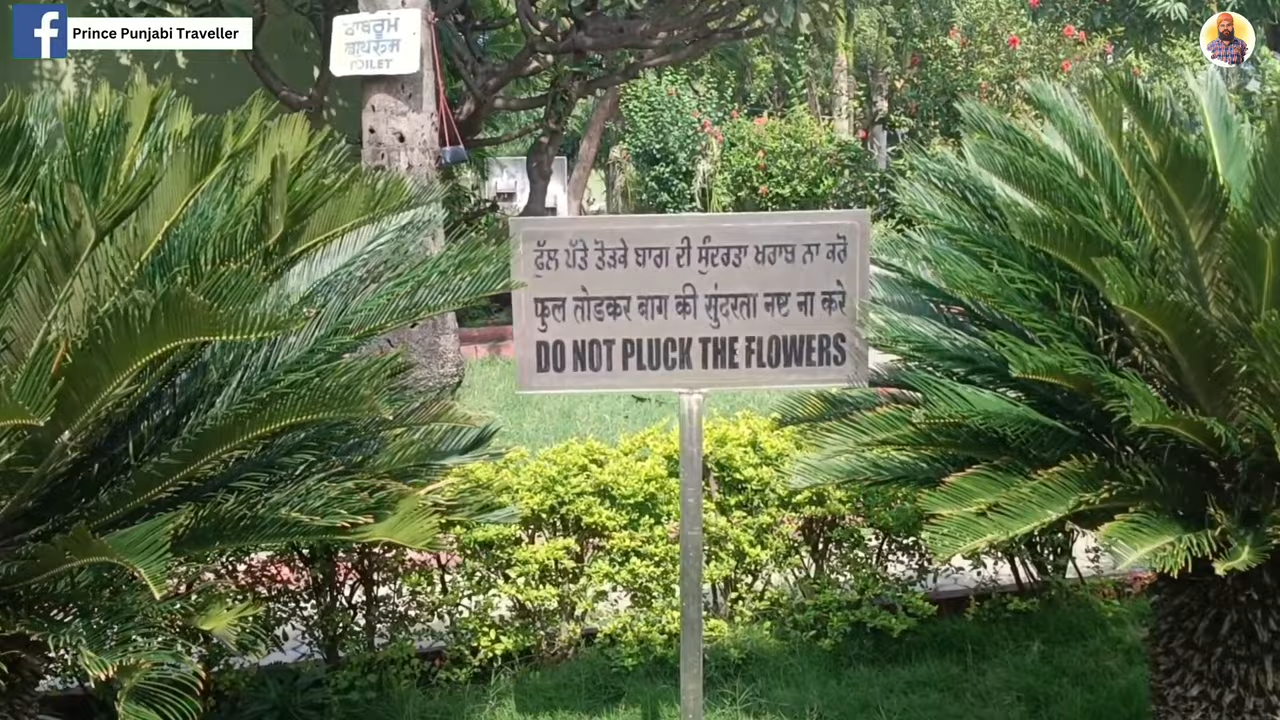 Prince Punjabi Traveller
ਬਾਥਰੂਮ
बाथरूम
TOILET
ਫੁੱਲ ਪੱਤੇ ਤੋੜਕੇ ਬਾਗ ਦੀ ਸੁੰਦਰਤਾ ਖਰਾਬ ਨਾ ਕਰੋ
फुल तोडकर बाग की सुंदरता नष्ट ना करे
DO NOT PLUCK THE FLOWERS